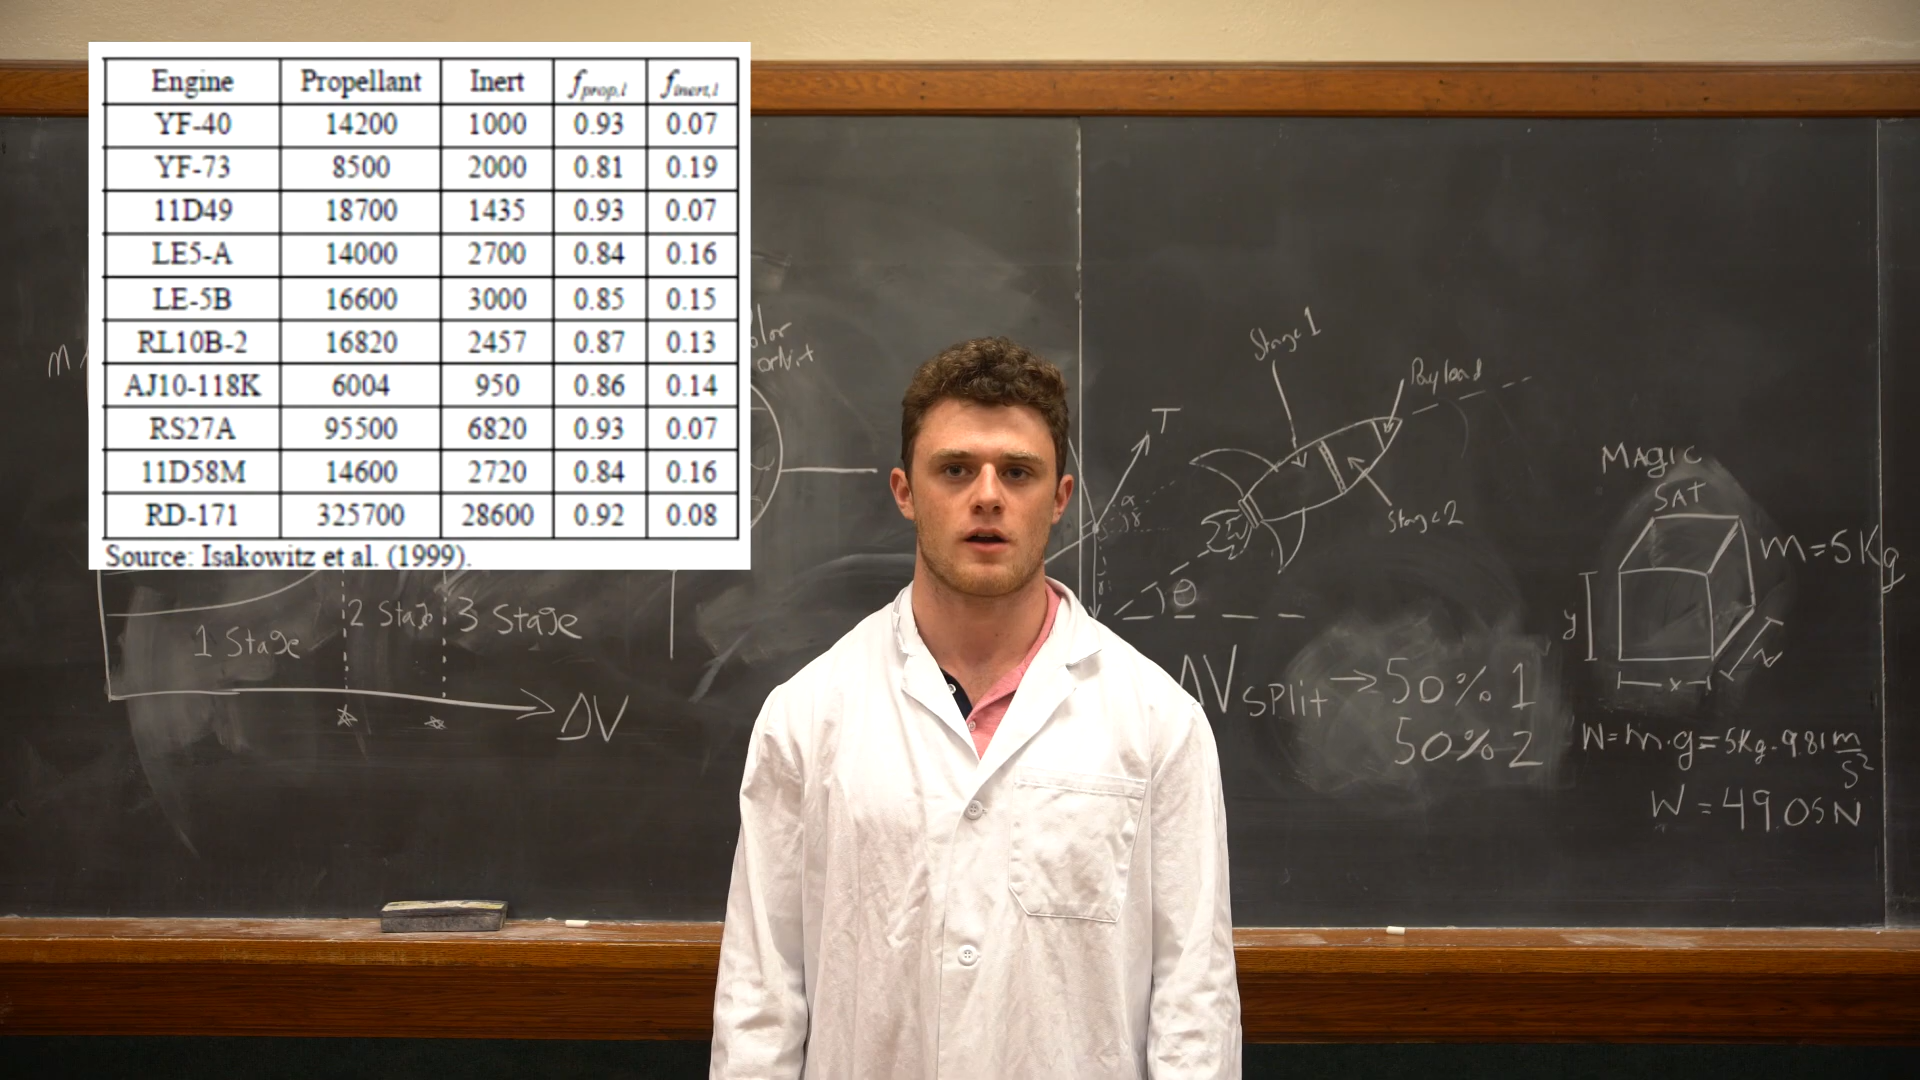 Engine Propellant Inert fprop,i finert,i
YF-40 14200 1000 0.93 0.07
YF-73 8500 2000 0.81 0.19
11D49 18700 1435 0.93 0.07
LE5-A 14000 2700 0.84 0.16
LE-5B 16600 3000 0.85 0.15
RL10B-2 16820 2457 0.87 0.13
AJ10-118K 6004 950 0.86 0.14
RS27A 95500 6820 0.93 0.07
11D58M 14600 2720 0.84 0.16
RD-171 325700 28600 0.92 0.08
Source: Isakowitz et al. (1999).
1 Stage
2 Stage
3 Stage
ΔV
T
α
γ
θ
Stage 1
Payload
Stage 2
ΔV split → 50% 1
50% 2
MAGIC
SAT
m=5Kg
y
x
z
W=m·g=5Kg·9.81 m/s²
W=49.05N